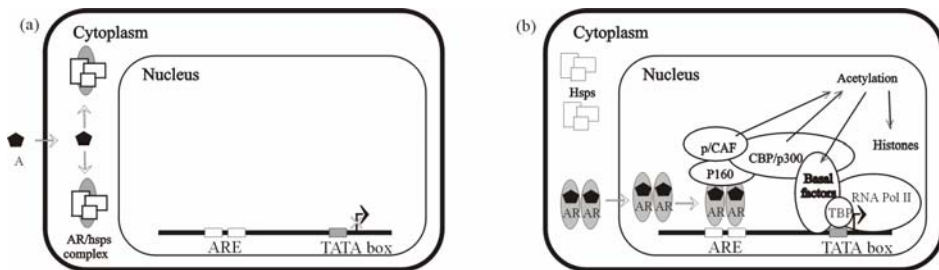 (a)
Cytoplasm
Nucleus
A
AR/hsps
complex
ARE
TATA box
(b)
Cytoplasm
Hsps
Nucleus
Acetylation
Histones
p/CAF
CBP/p300
P160
Basal
factors
RNA Pol II
TBP
AR AR
AR AR
AR AR
ARE
TATA box